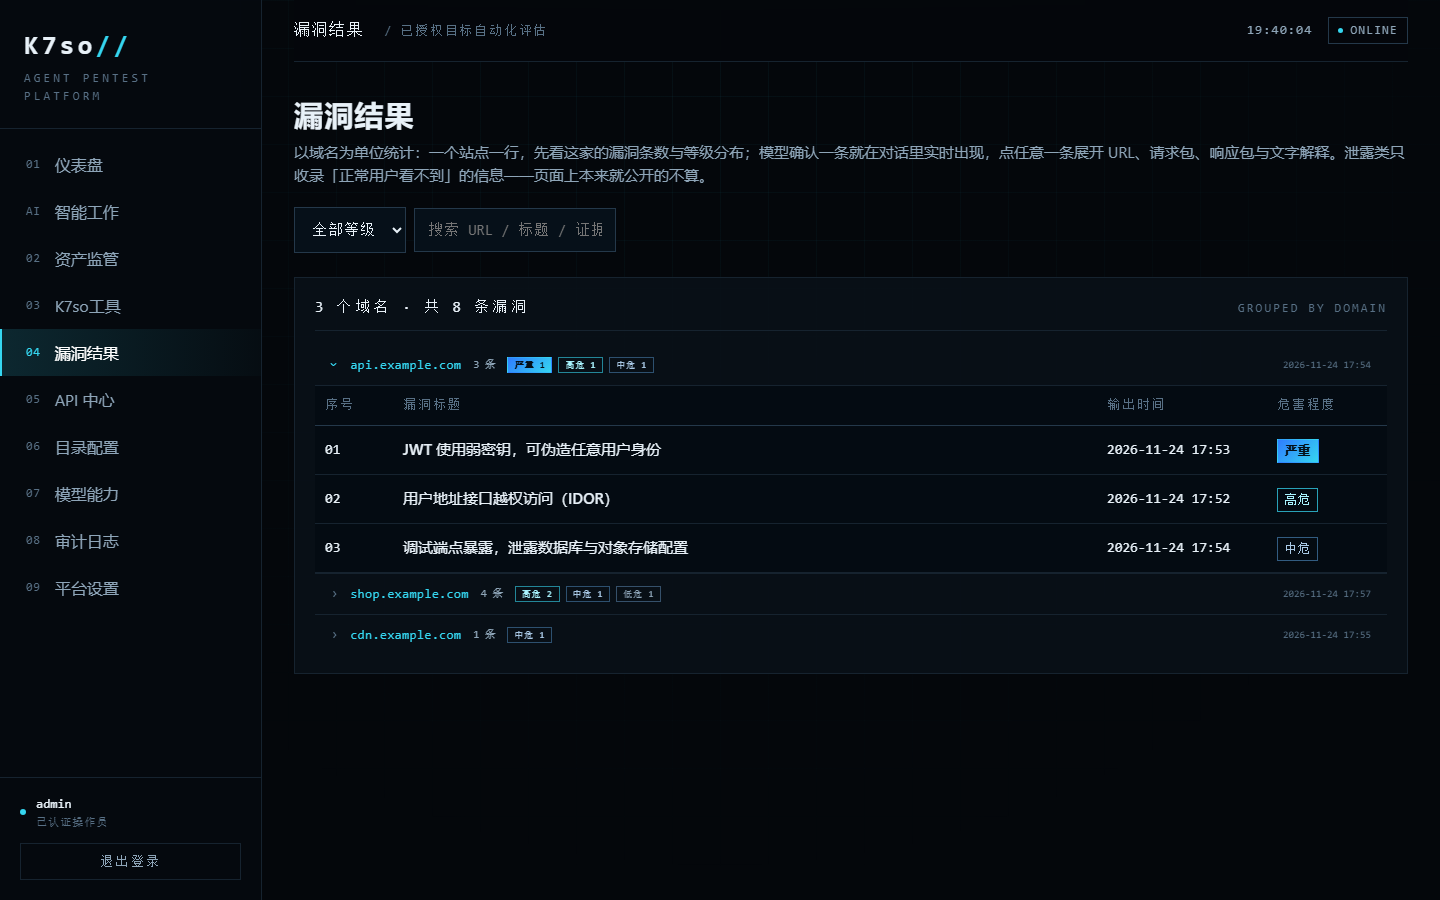 K7so//
AGENT PENTEST
PLATFORM
01 仪表盘
AI 智能工作
02 资产监管
03 K7so工具
04 漏洞结果
05 API 中心
06 目录配置
07 模型能力
08 审计日志
09 平台设置
admin
已认证操作员
退出登录
漏洞结果 / 已授权目标自动化评估
19:40:04 ONLINE
漏洞结果
以域名为单位统计：一个站点一行，先看这家的漏洞条数与等级分布；模型确认一条就在对话里实时出现，点任意一条展开 URL、请求包、响应包与文字解释。泄露类只
收录「正常用户看不到」的信息——页面上本来就公开的不算。
全部等级 搜索 URL / 标题 / 证据
3 个域名 · 共 8 条漏洞 GROUPED BY DOMAIN
api.example.com 3 条 严重 1 高危 1 中危 1 2026-11-24 17:54
序号 漏洞标题 输出时间 危害程度
01 JWT 使用弱密钥，可伪造任意用户身份 2026-11-24 17:53 严重
02 用户地址接口越权访问（IDOR） 2026-11-24 17:52 高危
03 调试端点暴露，泄露数据库与对象存储配置 2026-11-24 17:54 中危
shop.example.com 4 条 高危 2 中危 1 低危 1 2026-11-24 17:57
cdn.example.com 1 条 中危 1 2026-11-24 17:55